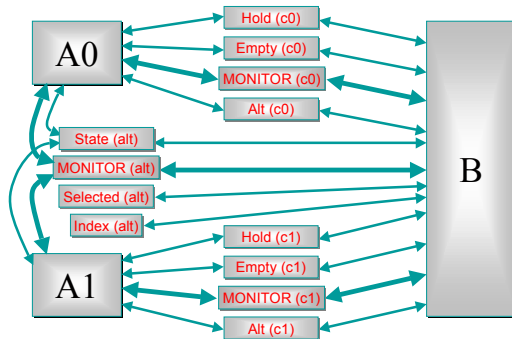 Hold (c0)
A0
Empty (c0)
MONITOR (c0)
Alt (c0)
State (alt)
MONITOR (alt)
B
Selected (alt)
Index (alt)
Hold (c1)
Empty (c1)
A1
MONITOR (c1)
Alt (c1)